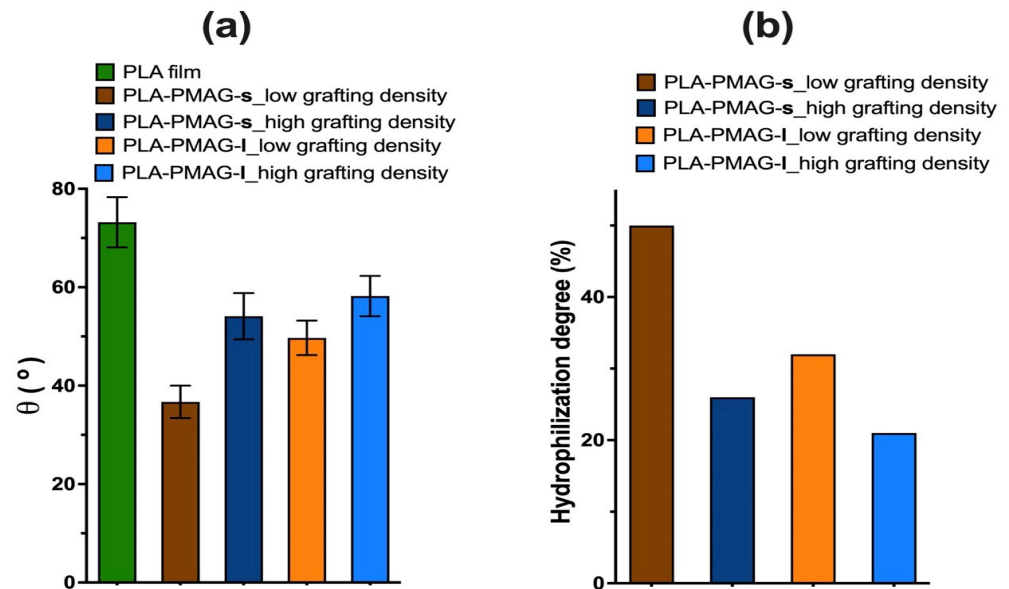 (a)
PLA film
PLA-PMAG-s_low grafting density
PLA-PMAG-s_high grafting density
PLA-PMAG-l_low grafting density
PLA-PMAG-l_high grafting density
80
60
40
20
0
θ ( º )
(b)
PLA-PMAG-s_low grafting density
PLA-PMAG-s_high grafting density
PLA-PMAG-l_low grafting density
PLA-PMAG-l_high grafting density
40
20
0
Hydrophilization degree (%)